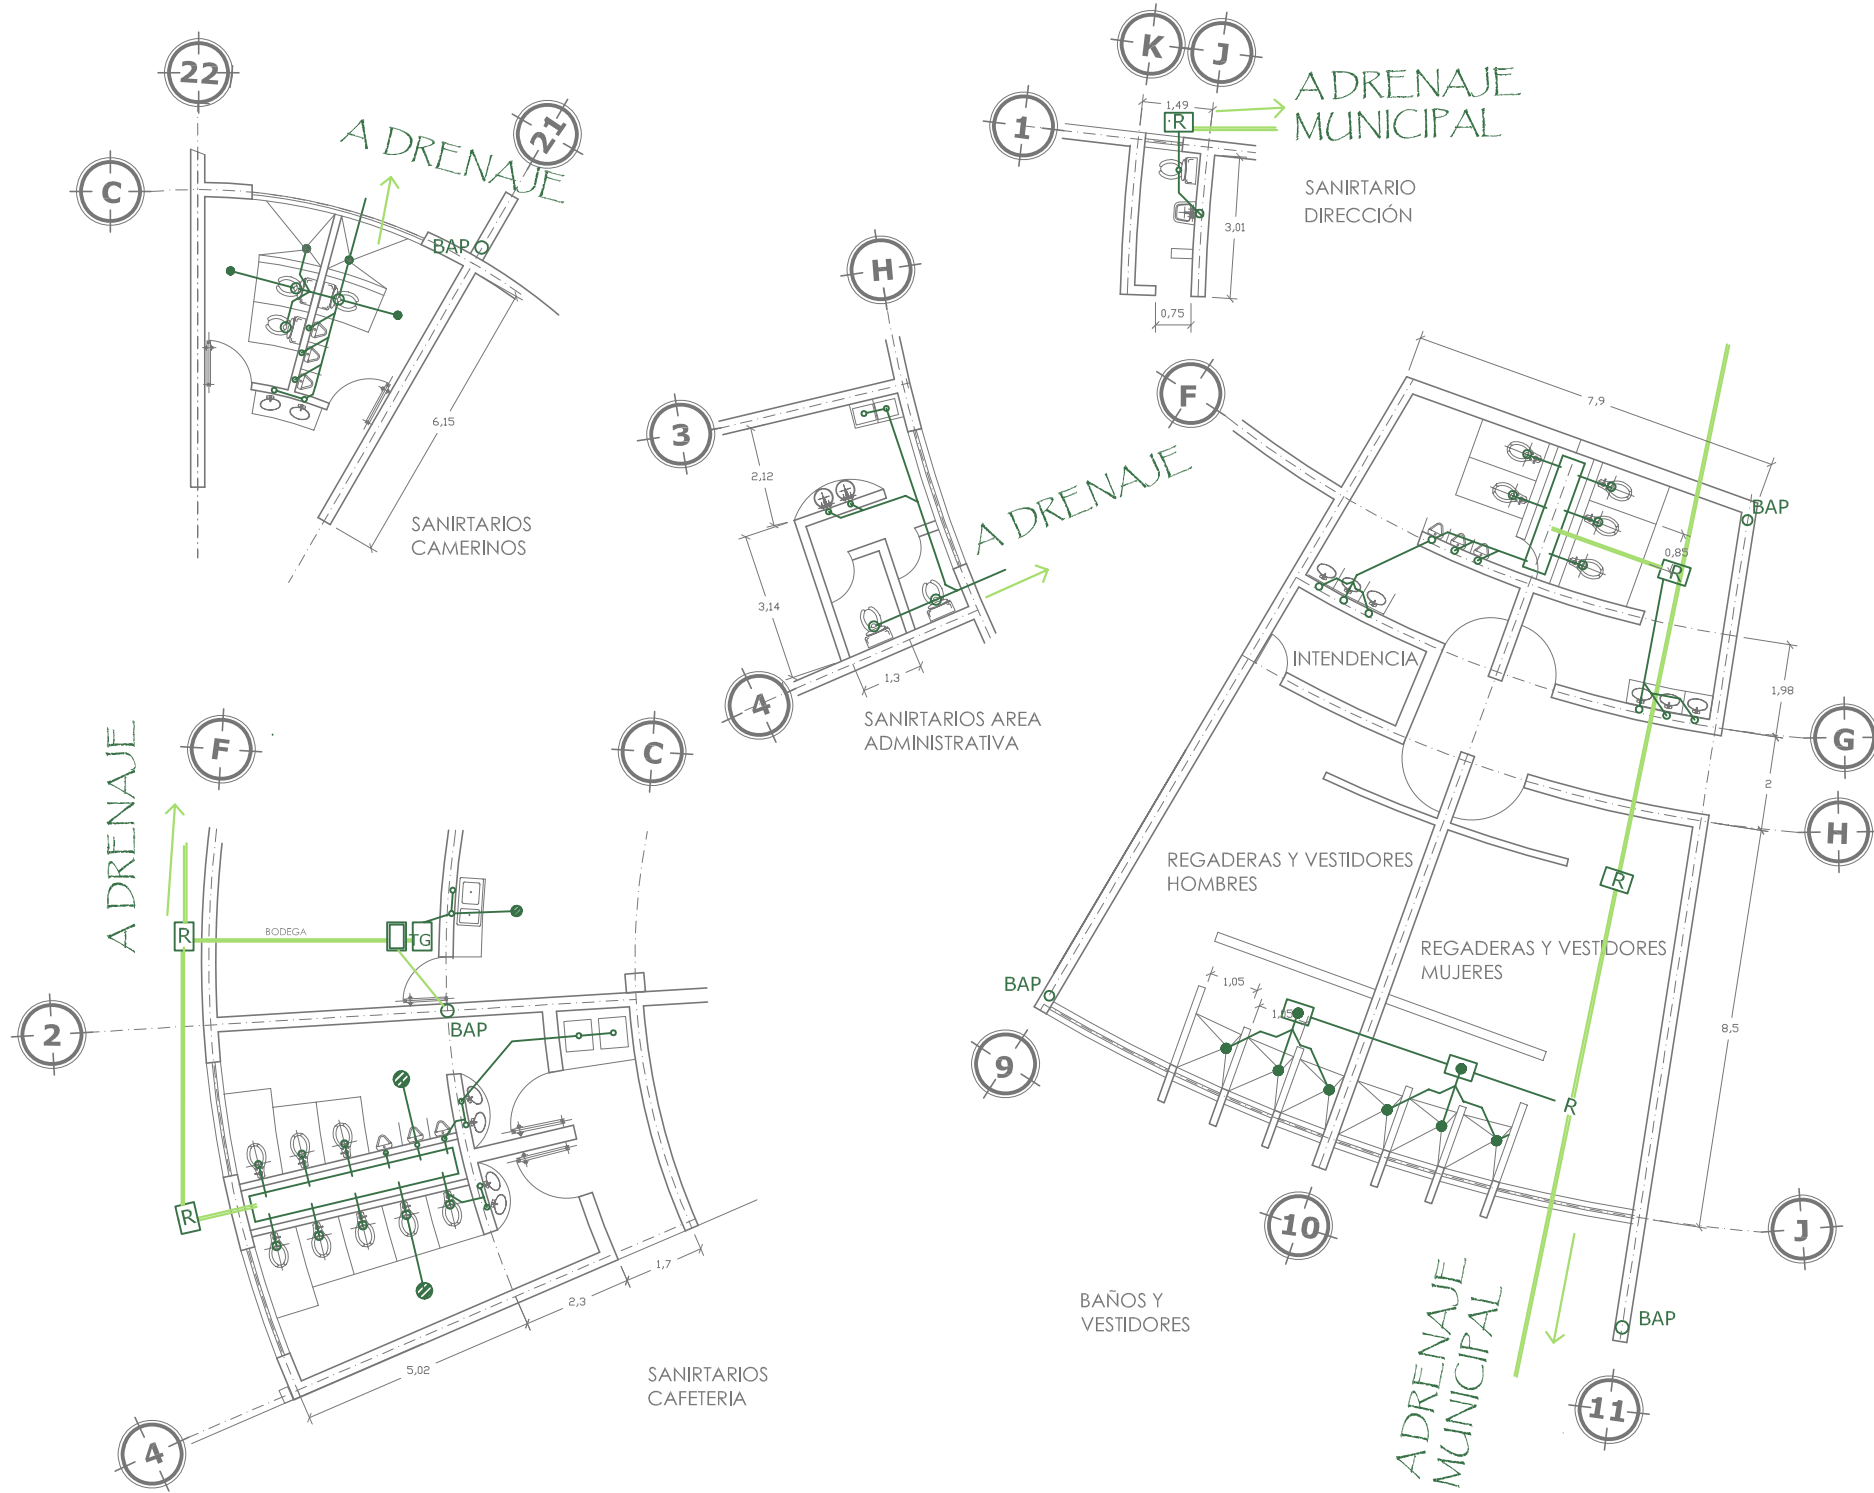 22
21
C
A DRENAJE
BAP
6,15
SANIRTARIOS
CAMERINOS
K
J
1
1,49
R
A DRENAJE
MUNICIPAL
SANIRTARIO
DIRECCIÓN
3,01
0,75
H
3
2,12
3,14
A DRENAJE
1,3
4
SANIRTARIOS AREA
ADMINISTRATIVA
F
7,9
BAP
0,85
R
INTENDENCIA
1,98
G
2
H
R
REGADERAS Y VESTIDORES
HOMBRES
REGADERAS Y VESTIDORES
MUJERES
BAP
1,05
1,05
8,5
9
R
10
J
BAP
11
BAÑOS Y
VESTIDORES
A DRENAJE
MUNICIPAL
A DRENAJE
F
C
R
BODEGA
TG
2
BAP
R
1,7
2,3
5,02
4
SANIRTARIOS
CAFETERIA